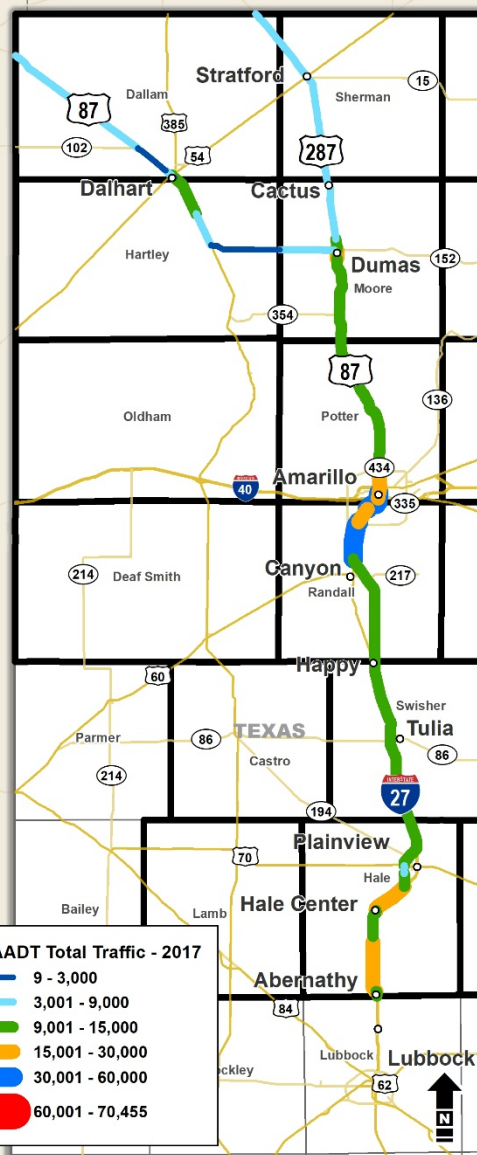 Stratford
15
Dallam
Sherman
87
385
102
54
287
Dalhart
Cactus
Hartley
Dumas
152
Moore
354
87
136
Oldham
Potter
434
Amarillo
INTERSTATE
40
335
Canyon
214
Deaf Smith
217
Randall
Happy
60
Swisher
Parmer
86
TEXAS
Tulia
86
Castro
214
INTERSTATE
27
194
Plainview
70
Hale
Bailey
Lamb
Hale Center
AADT Total Traffic - 2017
9 - 3,000
3,001 - 9,000
9,001 - 15,000
15,001 - 30,000
30,001 - 60,000
60,001 - 70,455
Abernathy
84
Lubbock
Lubbock
ockley
62
N